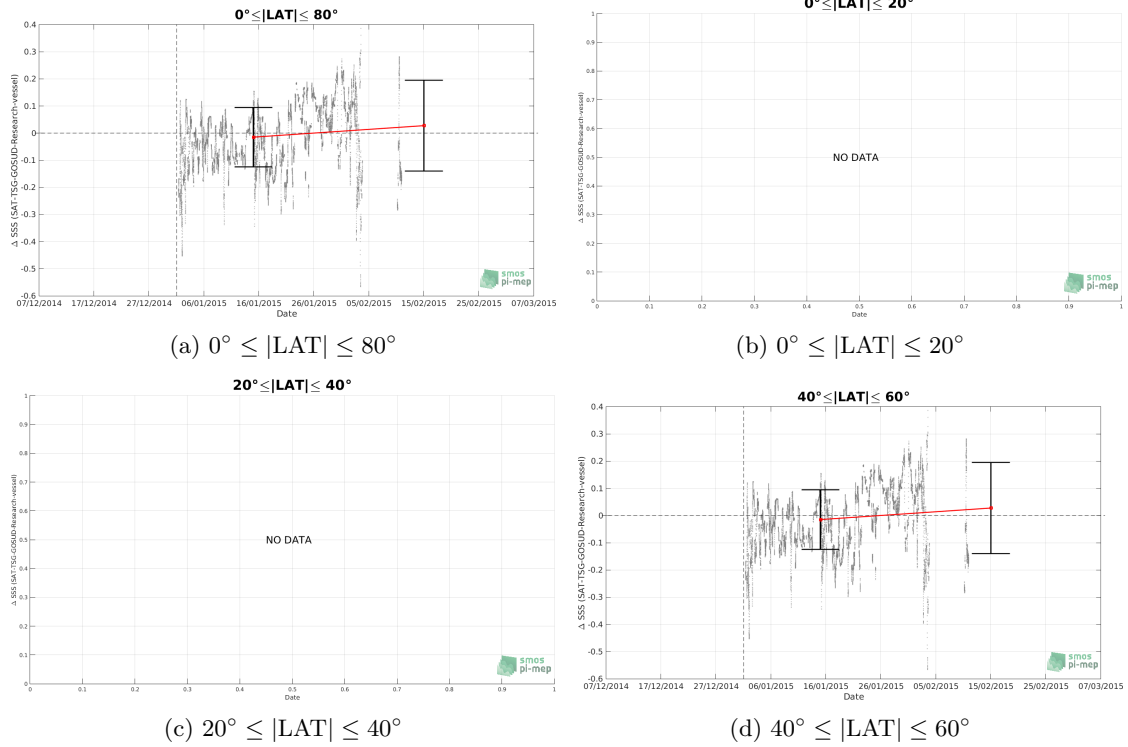 0°≤|LAT|≤ 80°
Δ SSS (SAT-TSG-GOSUD-Research-vessel)
0.4
0.3
0.2
0.1
0
-0.1
-0.2
-0.3
-0.4
-0.5
-0.6
07/12/2014 17/12/2014 27/12/2014 06/01/2015 16/01/2015 26/01/2015 05/02/2015 15/02/2015 25/02/2015 07/03/2015
Date
smos
pi-mep
(a) 0° ≤ |LAT| ≤ 80°
0°≤|LAT|≤ 20°
Δ SSS (SAT-TSG-GOSUD-Research-vessel)
1
0.9
0.8
0.7
0.6
0.5
0.4
0.3
0.2
0.1
0
NO DATA
0 0.1 0.2 0.3 0.4 0.5 0.6 0.7 0.8 0.9 1
Date
smos
pi-mep
(b) 0° ≤ |LAT| ≤ 20°
20°≤|LAT|≤ 40°
Δ SSS (SAT-TSG-GOSUD-Research-vessel)
1
0.9
0.8
0.7
0.6
0.5
0.4
0.3
0.2
0.1
0
NO DATA
0 0.1 0.2 0.3 0.4 0.5 0.6 0.7 0.8 0.9 1
Date
smos
pi-mep
(c) 20° ≤ |LAT| ≤ 40°
40°≤|LAT|≤ 60°
Δ SSS (SAT-TSG-GOSUD-Research-vessel)
0.4
0.3
0.2
0.1
0
-0.1
-0.2
-0.3
-0.4
-0.5
-0.6
07/12/2014 17/12/2014 27/12/2014 06/01/2015 16/01/2015 26/01/2015 05/02/2015 15/02/2015 25/02/2015 07/03/2015
Date
smos
pi-mep
(d) 40° ≤ |LAT| ≤ 60°